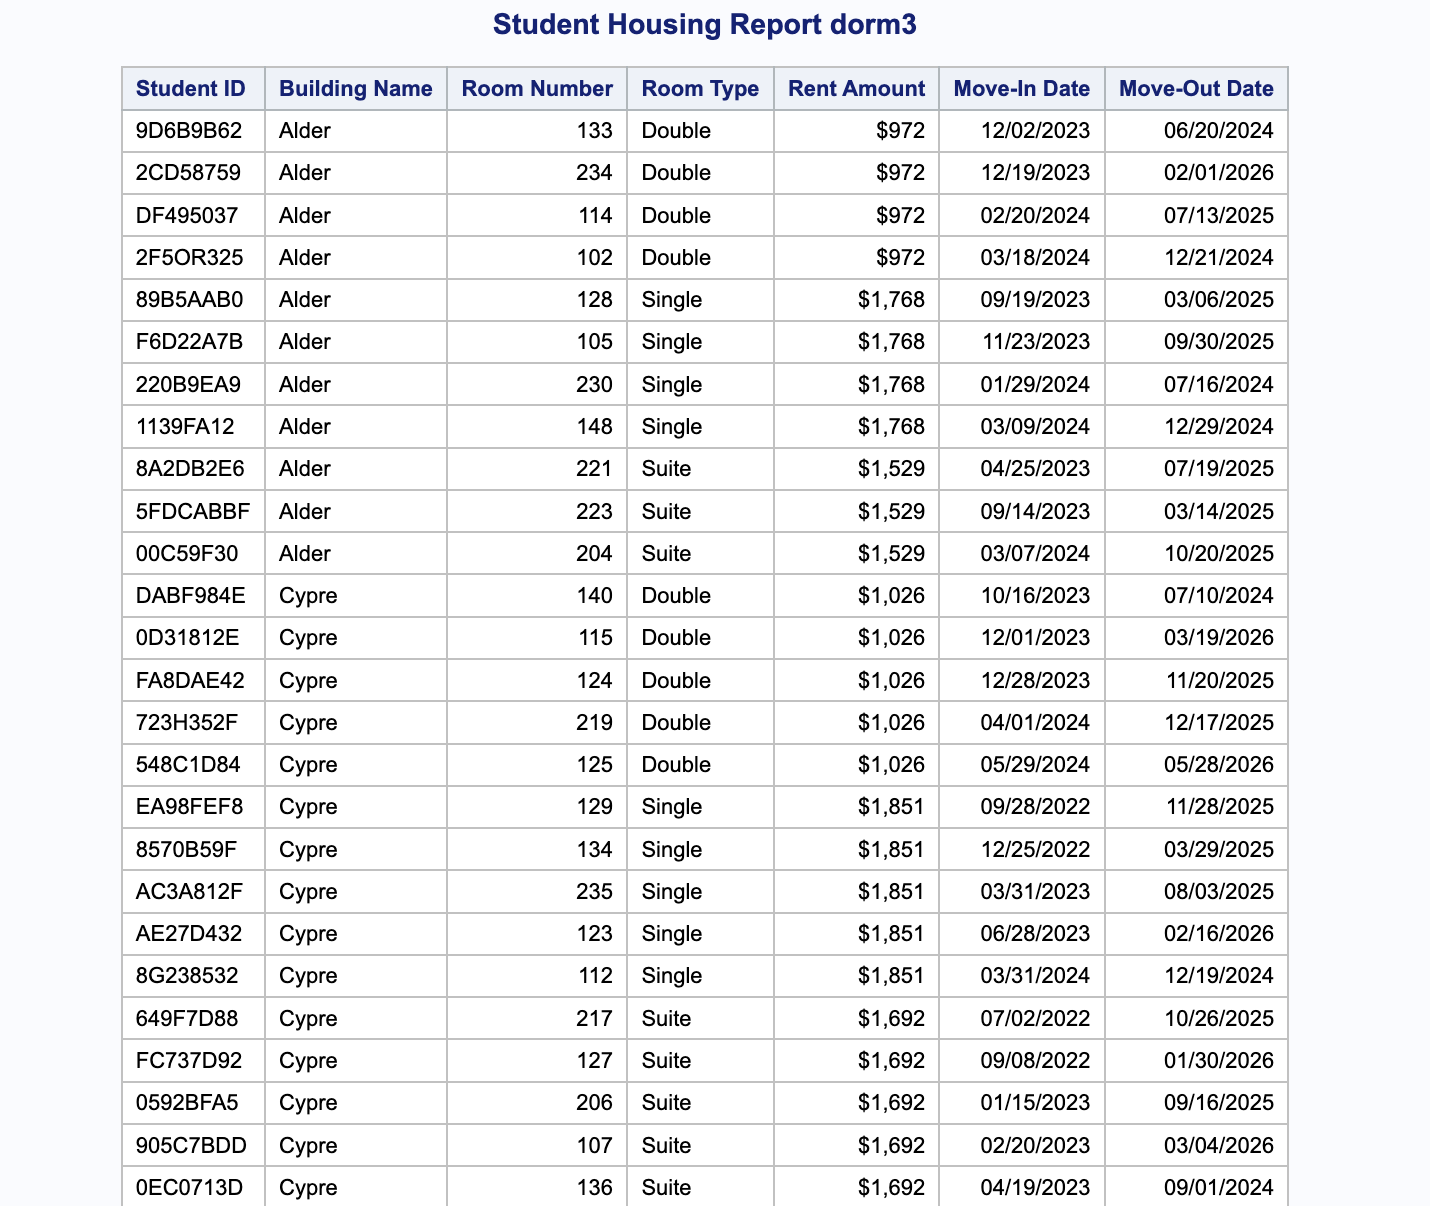 Student Housing Report dorm3
Student ID Building Name Room Number Room Type Rent Amount Move-In Date Move-Out Date
9D6B9B62 Alder 133 Double $972 12/02/2023 06/20/2024
2CD58759 Alder 234 Double $972 12/19/2023 02/01/2026
DF495037 Alder 114 Double $972 02/20/2024 07/13/2025
2F5OR325 Alder 102 Double $972 03/18/2024 12/21/2024
89B5AAB0 Alder 128 Single $1,768 09/19/2023 03/06/2025
F6D22A7B Alder 105 Single $1,768 11/23/2023 09/30/2025
220B9EA9 Alder 230 Single $1,768 01/29/2024 07/16/2024
1139FA12 Alder 148 Single $1,768 03/09/2024 12/29/2024
8A2DB2E6 Alder 221 Suite $1,529 04/25/2023 07/19/2025
5FDCABBF Alder 223 Suite $1,529 09/14/2023 03/14/2025
00C59F30 Alder 204 Suite $1,529 03/07/2024 10/20/2025
DABF984E Cypre 140 Double $1,026 10/16/2023 07/10/2024
0D31812E Cypre 115 Double $1,026 12/01/2023 03/19/2026
FA8DAE42 Cypre 124 Double $1,026 12/28/2023 11/20/2025
723H352F Cypre 219 Double $1,026 04/01/2024 12/17/2025
548C1D84 Cypre 125 Double $1,026 05/29/2024 05/28/2026
EA98FEF8 Cypre 129 Single $1,851 09/28/2022 11/28/2025
8570B59F Cypre 134 Single $1,851 12/25/2022 03/29/2025
AC3A812F Cypre 235 Single $1,851 03/31/2023 08/03/2025
AE27D432 Cypre 123 Single $1,851 06/28/2023 02/16/2026
8G238532 Cypre 112 Single $1,851 03/31/2024 12/19/2024
649F7D88 Cypre 217 Suite $1,692 07/02/2022 10/26/2025
FC737D92 Cypre 127 Suite $1,692 09/08/2022 01/30/2026
0592BFA5 Cypre 206 Suite $1,692 01/15/2023 09/16/2025
905C7BDD Cypre 107 Suite $1,692 02/20/2023 03/04/2026
0EC0713D Cypre 136 Suite $1,692 04/19/2023 09/01/2024